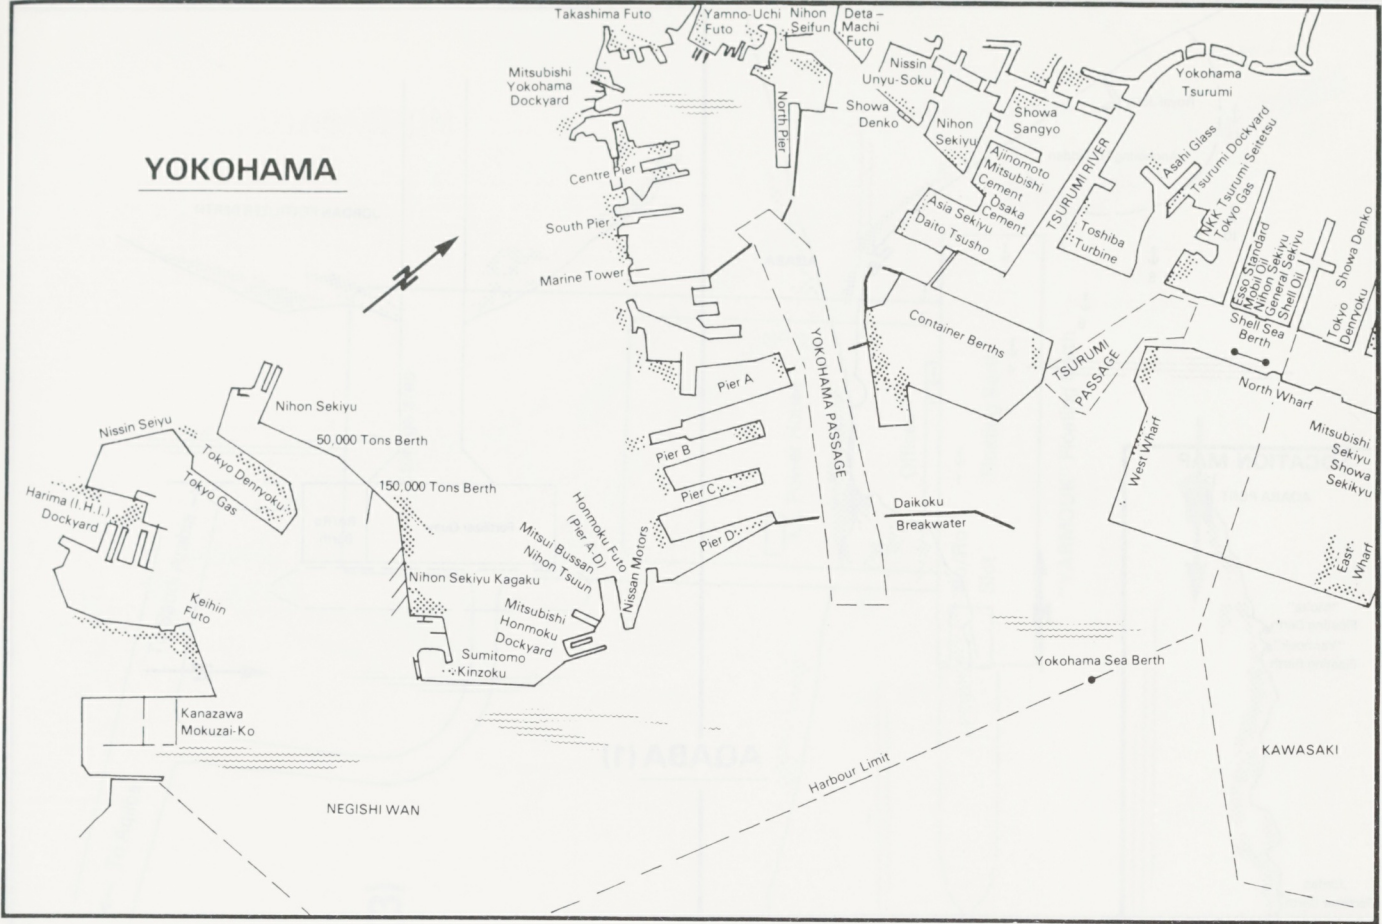 Takashima Futo
Yamno-Uchi
Futo
Nihon
Seifun
Deta –
Machi
Futo
Nissin
Unyu-Soku
Yokohama
Tsurumi
Mitsubishi
Yokohama
Dockyard
North Pier
Showa
Denko
Nihon
Sekiyu
Showa
Sangyo
Asahi Glass
Tsurumi Dockyard
NKK Tsurumi Seitetsu
Tokyo Gas
YOKOHAMA
Centre Pier
Ajinomoto
Mitsubishi
Cement
Osaka
Cement
TSURUMI RIVER
South Pier
Asia Sekiyu
Daito Tsusho
Toshiba
Turbine
Esso Standard
Mobil Oil
Nihon Sekiyu
General Sekiyu
Shell Oil
Showa Denko
Tokyo
Denryoku
Marine Tower
Container Berths
Shell Sea
Berth
YOKOHAMA PASSAGE
TSURUMI
PASSAGE
Pier A
North Wharf
Nihon Sekiyu
Nissin Seiyu
50,000 Tons Berth
Pier B
West Wharf
Mitsubishi
Sekiyu
Showa
Sekikyu
Tokyo Denryoku
Tokyo Gas
150,000 Tons Berth
Pier C
Harima (I.H.I.)
Dockyard
Honmoku Futo
(Pier A-D)
Mitsui Bussan
Nihon Tsuun
Nissan Motors
Pier D
Daikoku
Breakwater
East
Wharf
Nihon Sekiyu Kagaku
Keihin
Futo
Mitsubishi
Honmoku
Dockyard
Sumitomo
Kinzoku
Yokohama Sea Berth
Kanazawa
Mokuzai-Ko
Harbour Limit
KAWASAKI
NEGISHI WAN